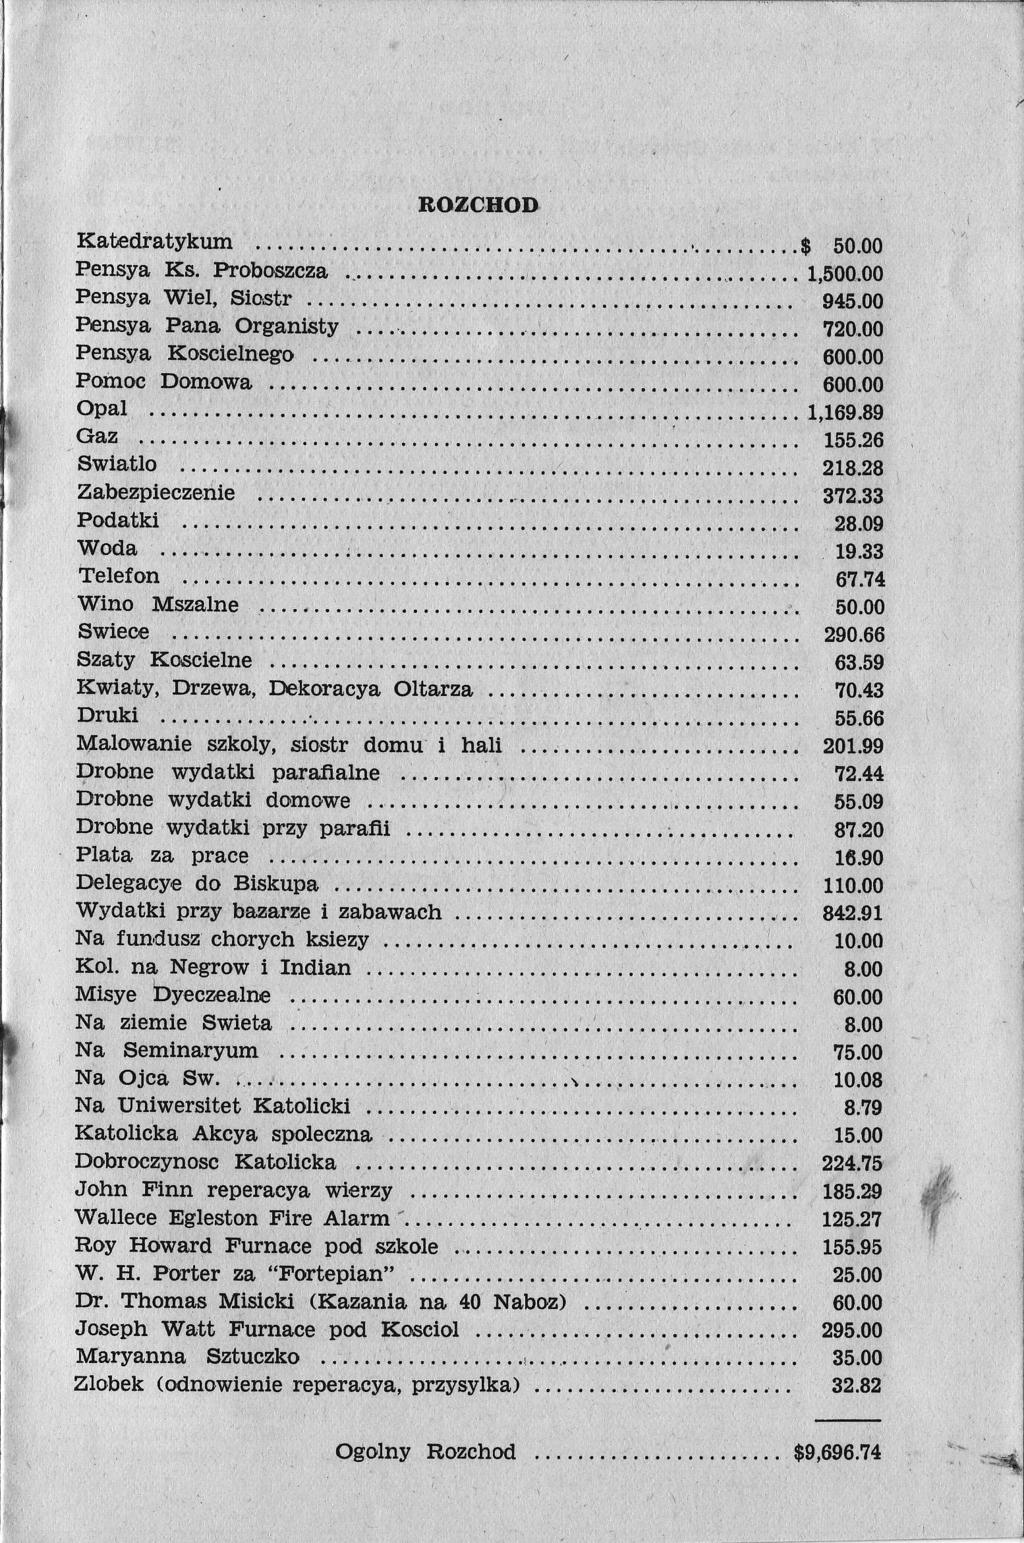 ROZCHOD
Katedratykum $ 50.00
Pensya Ks. Proboszcza 1,500.00
Pensya Wiel, Siostr 945.00
Pensya Pana Organisty 720.00
Pensya Koscielnego 600.00
Pomoc Domowa 600.00
Opal 1,169.89
Gaz 155.26
Swiatlo 218.28
Zabezpieczenie 372.33
Podatki 28.09
Woda 19.33
Telefon 67.74
Wino Mszalne 50.00
Swiece 290.66
Szaty Koscielne 63.59
Kwiaty, Drzewa, Dekoracya Oltarza 70.43
Druki 55.66
Malowanie szkoly, siostr domu i hali 201.99
Drobne wydatki parafialne 72.44
Drobne wydatki domowe 55.09
Drobne wydatki przy parafii 87.20
Plata za prace 16.90
Delegacye do Biskupa 110.00
Wydatki przy bazarze i zabawach 842.91
Na fundusz chorych ksiezy 10.00
Kol. na Negrow i Indian 8.00
Misye Dyeczealne 60.00
Na ziemie Swieta 8.00
Na Seminaryum 75.00
Na Ojca Sw. 10.08
Na Uniwersitet Katolicki 8.79
Katolicka Akcya spoleczna 15.00
Dobroczynosc Katolicka 224.75
John Finn reperacya wierzy 185.29
Wallece Egleston Fire Alarm 125.27
Roy Howard Furnace pod szkole 155.95
W. H. Porter za “Fortepian” 25.00
Dr. Thomas Misicki (Kazania na 40 Naboz) 60.00
Joseph Watt Furnace pod Kosciol 295.00
Maryanna Sztuczko 35.00
Zlobek (odnowienie reperacya, przysylka) 32.82
Ogolny Rozchod $9,696.74